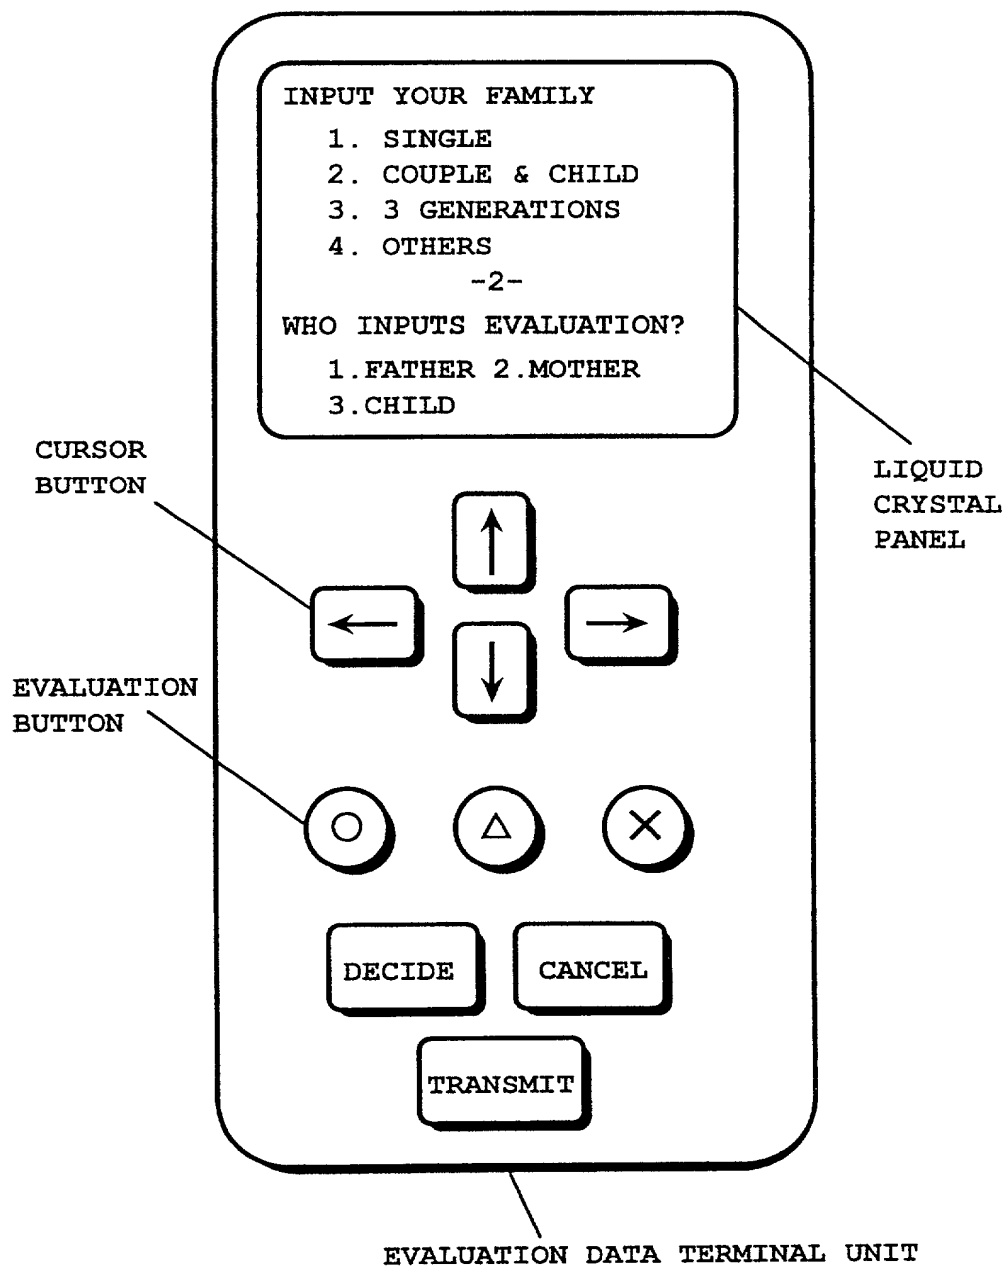 INPUT YOUR FAMILY
1. SINGLE
2. COUPLE & CHILD
3. 3 GENERATIONS
4. OTHERS
-2-
WHO INPUTS EVALUATION?
1.FATHER 2.MOTHER
3.CHILD
CURSOR
BUTTON
LIQUID
CRYSTAL
PANEL
EVALUATION
BUTTON
DECIDE
CANCEL
TRANSMIT
EVALUATION DATA TERMINAL UNIT